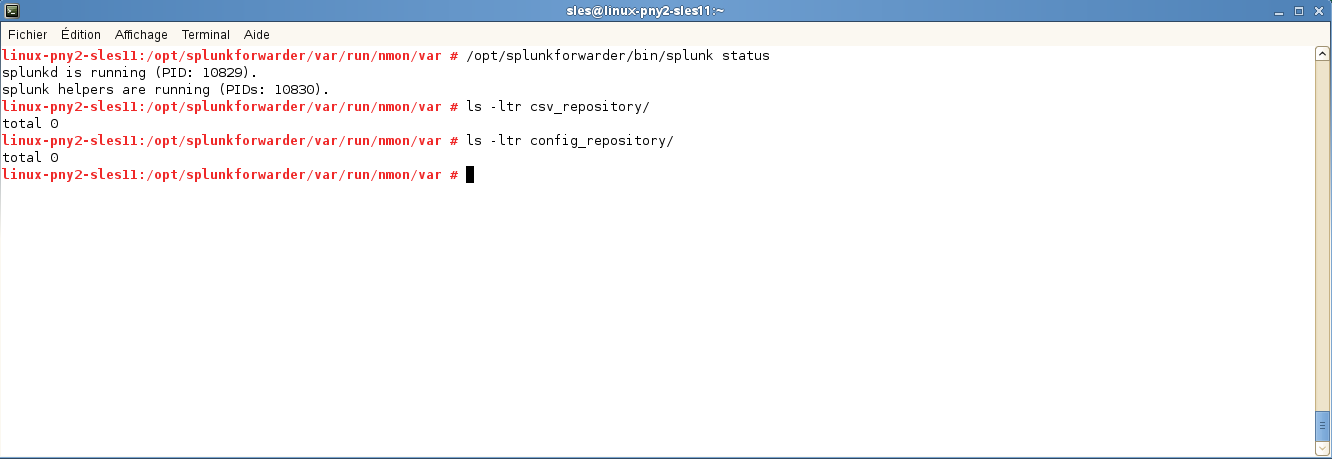 sles@linux-pny2-sles11:~
Fichier Édition Affichage Terminal Aide
linux-pny2-sles11:/opt/splunkforwarder/var/run/nmon/var # /opt/splunkforwarder/bin/splunk status
splunkd is running (PID: 10829).
splunk helpers are running (PIDs: 10830).
linux-pny2-sles11:/opt/splunkforwarder/var/run/nmon/var # ls -ltr csv_repository/
total 0
linux-pny2-sles11:/opt/splunkforwarder/var/run/nmon/var # ls -ltr config_repository/
total 0
linux-pny2-sles11:/opt/splunkforwarder/var/run/nmon/var #